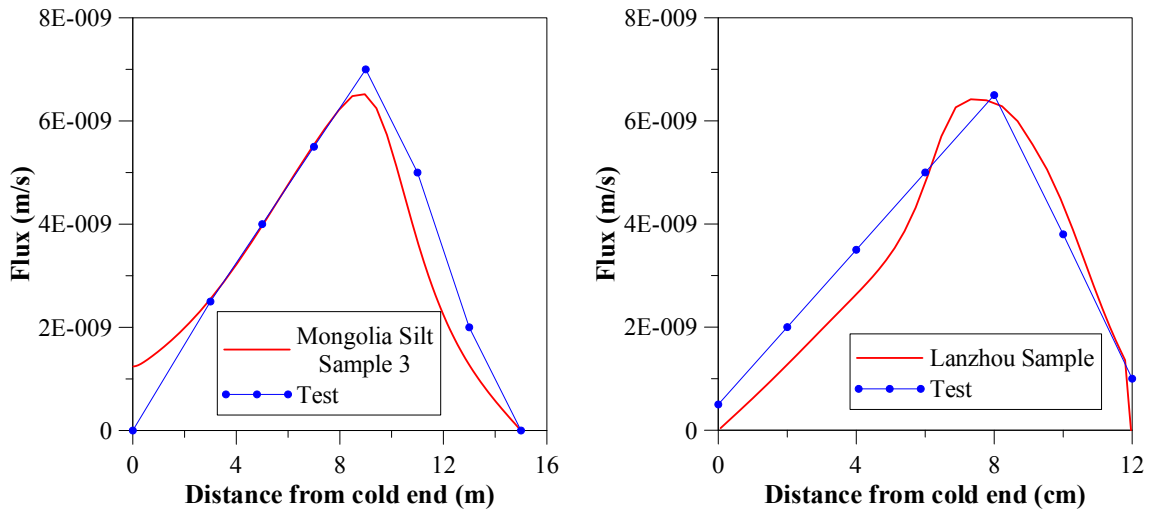 8E-009
6E-009
4E-009
2E-009
0
Flux (m/s)
0 4 8 12 16
Distance from cold end (m)
Mongolia Silt
Sample 3
Test
8E-009
6E-009
4E-009
2E-009
0
Flux (m/s)
0 4 8 12
Distance from cold end (cm)
Lanzhou Sample
Test